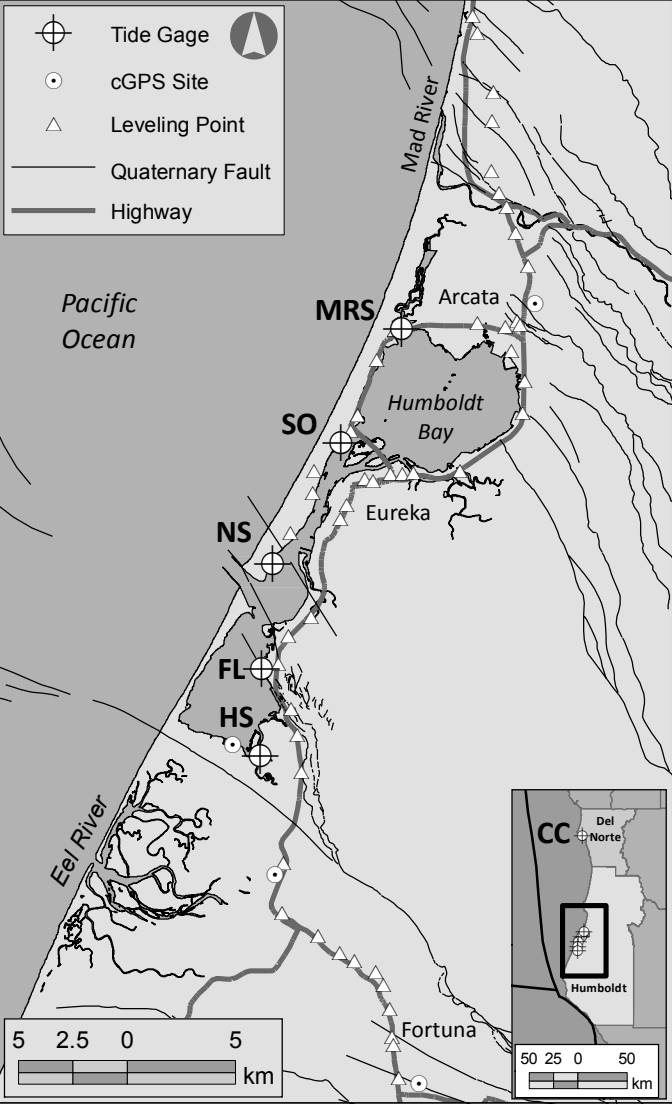 Tide Gage
cGPS Site
Leveling Point
Quaternary Fault
Highway
Mad River
Pacific
Ocean
MRS
Arcata
SO
Humboldt
Bay
Eureka
NS
FL
HS
Eel River
Fortuna
5 2.5 0 5
km
CC
Del
Norte
Humboldt
50 25 0 50
km